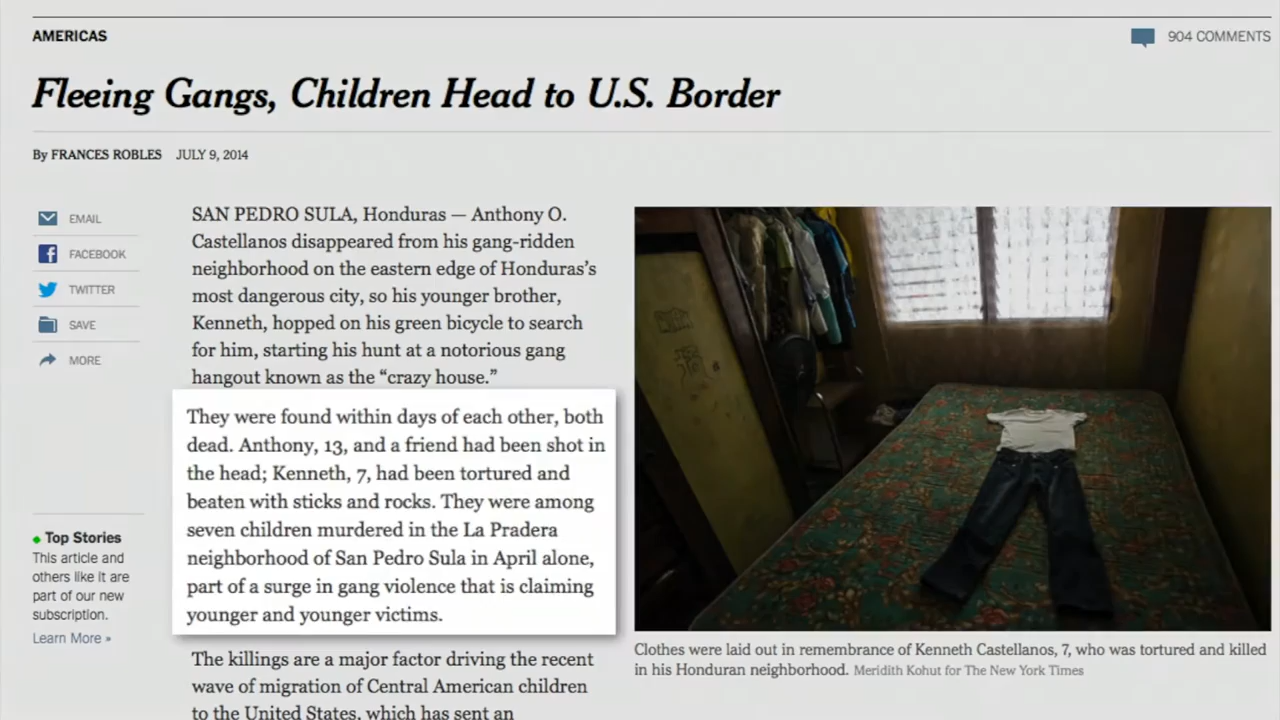 AMERICAS
904 COMMENTS
Fleeing Gangs, Children Head to U.S. Border
By FRANCES ROBLES JULY 9, 2014
EMAIL
FACEBOOK
TWITTER
SAVE
MORE
Top Stories
This article and
others like it are
part of our new
subscription.
Learn More »
SAN PEDRO SULA, Honduras — Anthony O.
Castellanos disappeared from his gang-ridden
neighborhood on the eastern edge of Honduras’s
most dangerous city, so his younger brother,
Kenneth, hopped on his green bicycle to search
for him, starting his hunt at a notorious gang
hangout known as the “crazy house.”
They were found within days of each other, both
dead. Anthony, 13, and a friend had been shot in
the head; Kenneth, 7, had been tortured and
beaten with sticks and rocks. They were among
seven children murdered in the La Pradera
neighborhood of San Pedro Sula in April alone,
part of a surge in gang violence that is claiming
younger and younger victims.
The killings are a major factor driving the recent
wave of migration of Central American children
to the United States, which has sent an
Clothes were laid out in remembrance of Kenneth Castellanos, 7, who was tortured and killed
in his Honduran neighborhood. Meridith Kohut for The New York Times